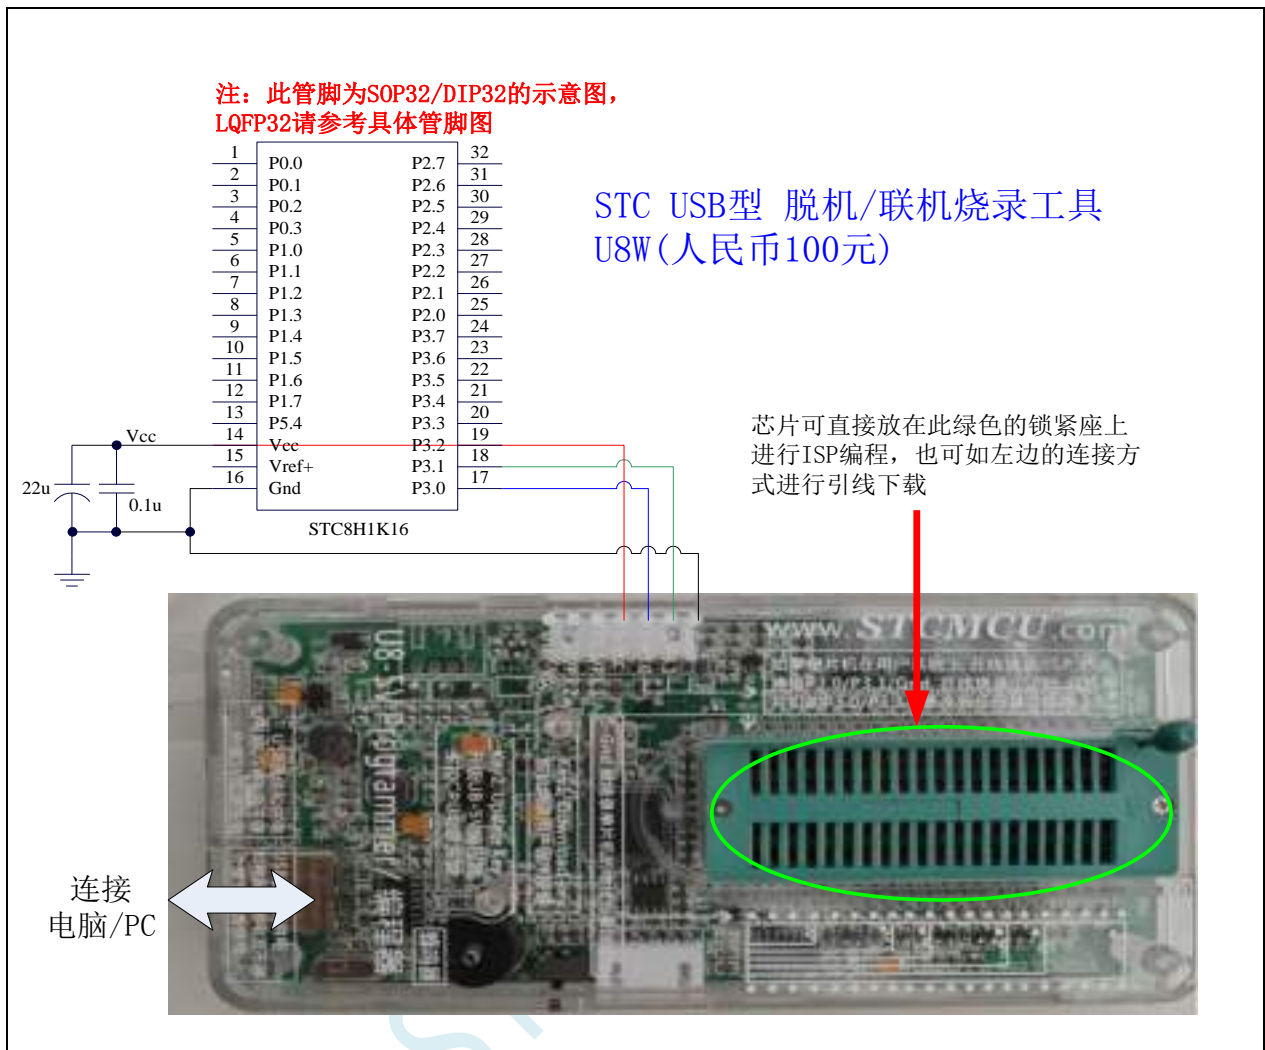 注：此管脚为SOP32/DIP32的示意图，
LQFP32请参考具体管脚图
STC USB型 脱机/联机烧录工具
U8W(人民币100元)
1 P0.0 P2.7 32
2 P0.1 P2.6 31
3 P0.2 P2.5 30
4 P0.3 P2.4 29
5 P1.0 P2.3 28
6 P1.1 P2.2 27
7 P1.2 P2.1 26
8 P1.3 P2.0 25
9 P1.4 P3.7 24
10 P1.5 P3.6 23
11 P1.6 P3.5 22
12 P1.7 P3.4 21
13 P5.4 P3.3 20
14 Vcc P3.2 19
15 Vref+ P3.1 18
16 Gnd P3.0 17
Vcc
22u
0.1u
STC8H1K16
芯片可直接放在此绿色的锁紧座上
进行ISP编程，也可如左边的连接方
式进行引线下载
www.STCMCU.com
U8-5V Programmer/
连接
电脑/PC